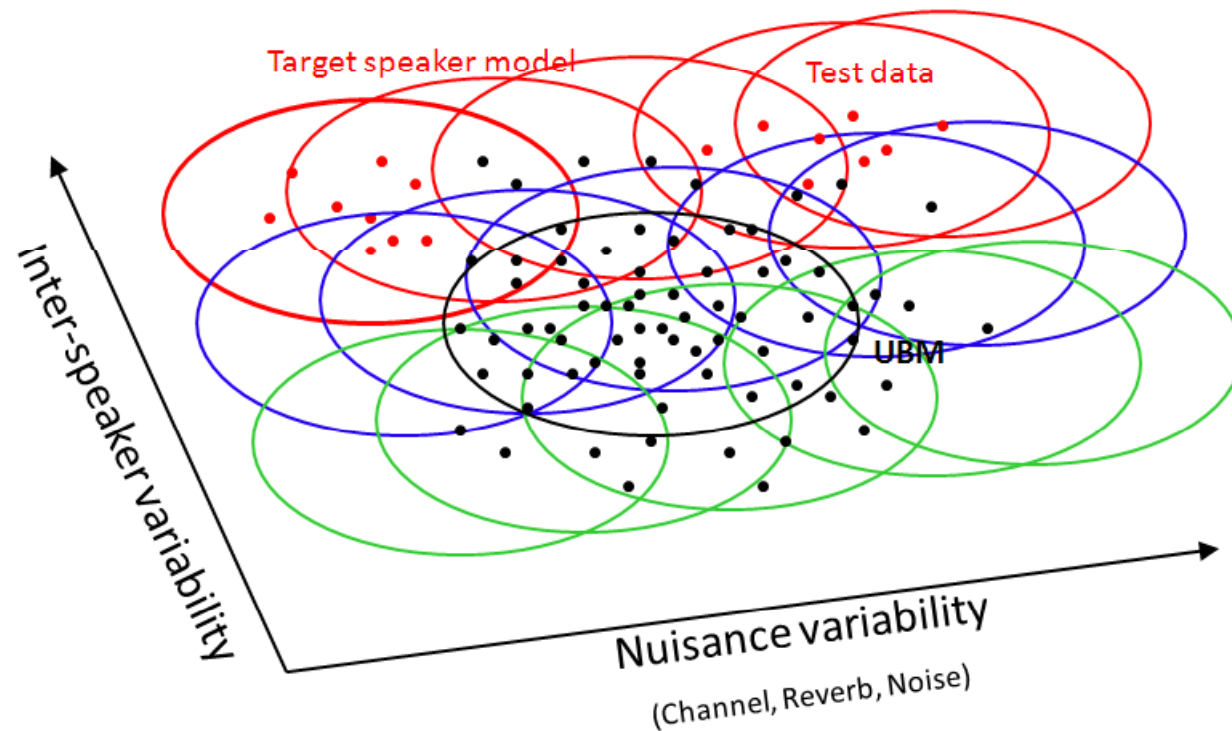 Target speaker model
Test data
UBM
Inter-speaker variability
Nuisance variability
(Channel, Reverb, Noise)